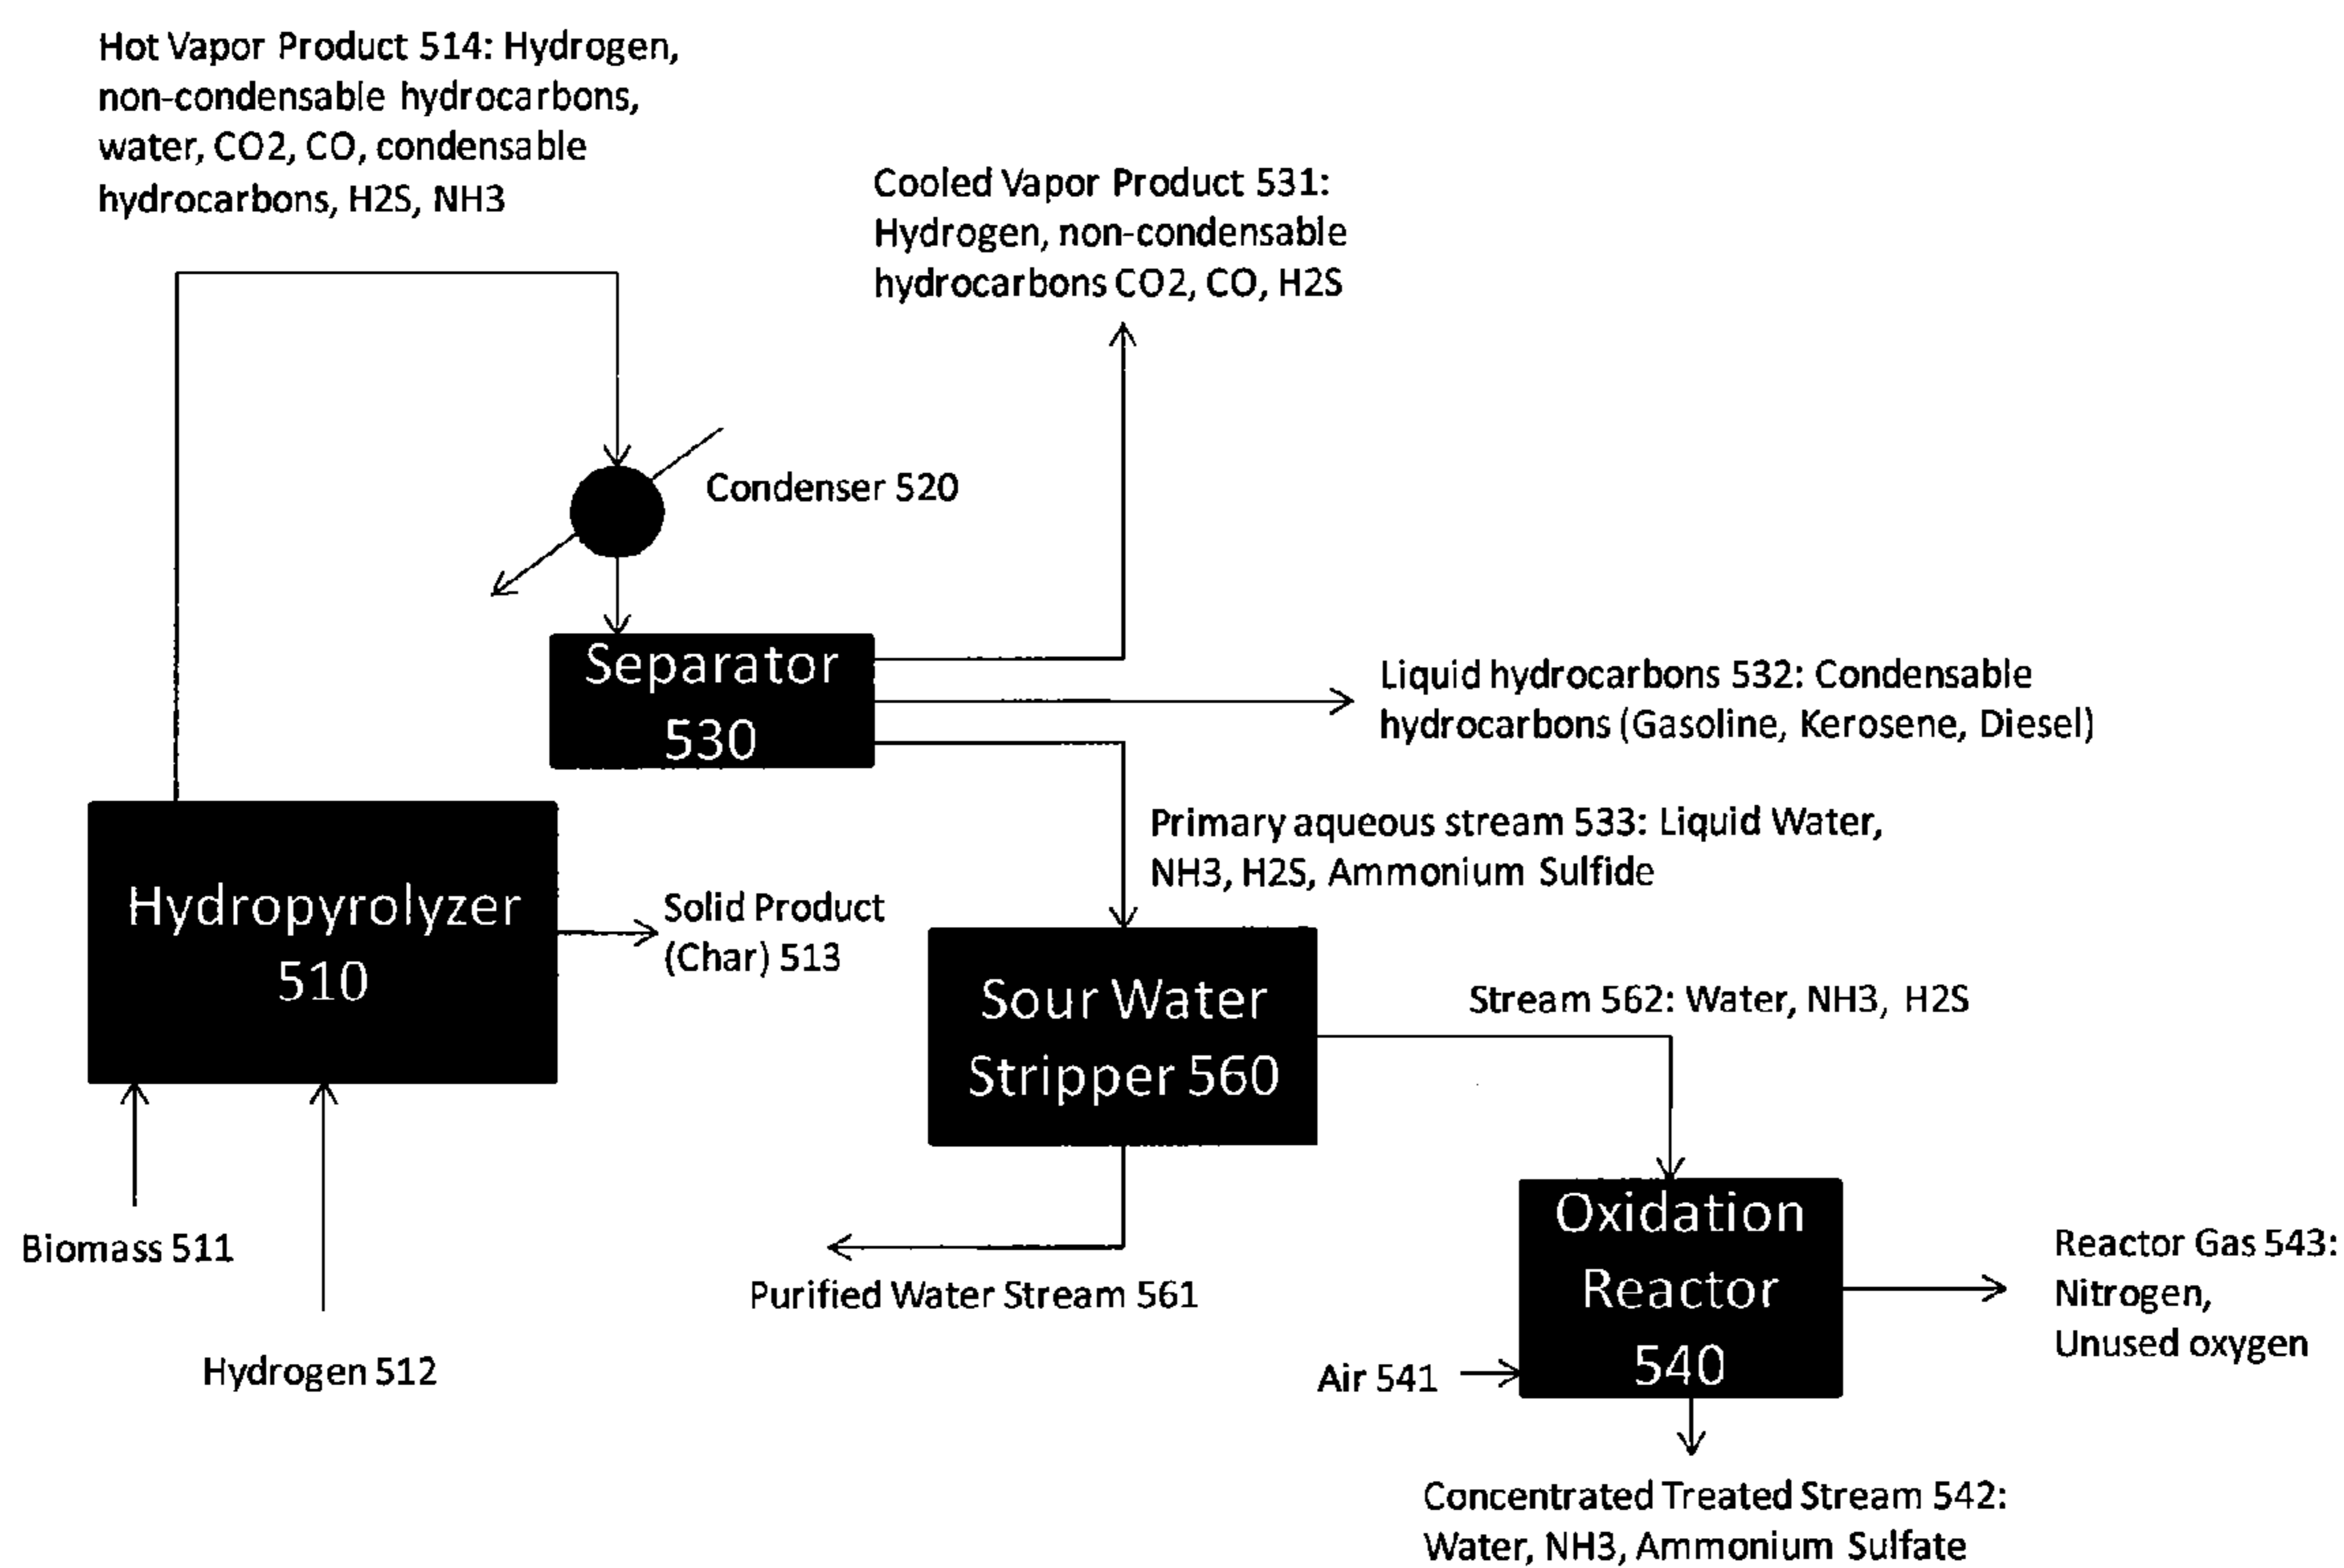 Hot Vapor Product 514: Hydrogen,
non-condensable hydrocarbons,
water, CO2, CO, condensable
hydrocarbons, H2S, NH3
Cooled Vapor Product 531:
Hydrogen, non-condensable
hydrocarbons CO2, CO, H2S
Condenser 520
Separator
530
Liquid hydrocarbons 532: Condensable
hydrocarbons (Gasoline, Kerosene, Diesel)
Primary aqueous stream 533: Liquid Water,
NH3, H2S, Ammonium Sulfide
Hydropyrolyzer
510
Solid Product
(Char) 513
Sour Water
Stripper 560
Stream 562: Water, NH3, H2S
Biomass 511
Hydrogen 512
Purified Water Stream 561
Oxidation
Reactor
540
Air 541
Reactor Gas 543:
Nitrogen,
Unused oxygen
Concentrated Treated Stream 542:
Water, NH3, Ammonium Sulfate